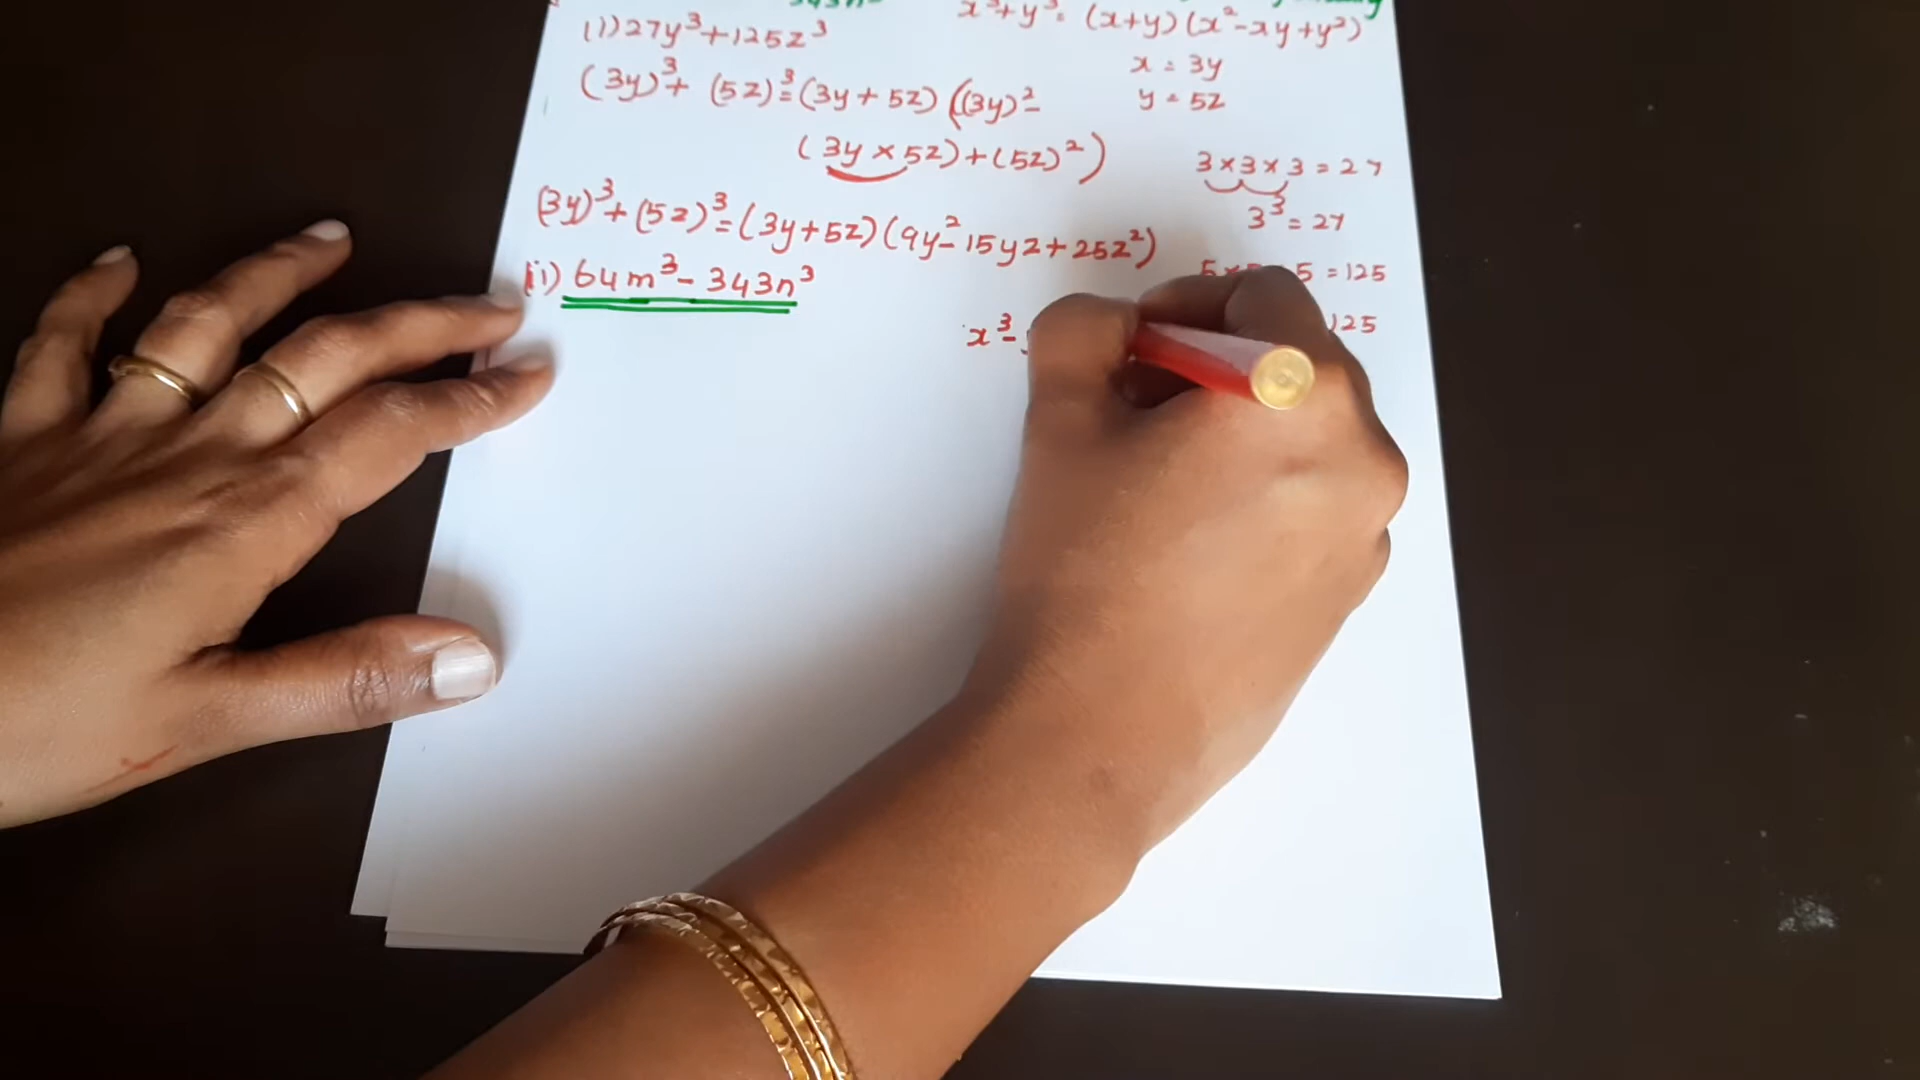 (i) 27y³+125z³
x³+y³= (x+y)(x²-xy+y²)
x = 3y
y = 5z
(3y)³+ (5z)³=(3y+5z) ((3y)²-
(3y×5z)+(5z)²)
3×3×3=27
3³=27
(3y)³+(5z)³=(3y+5z)(9y²-15yz+25z²)
5 =125
125
(ii) 64m³-343n³
x³-